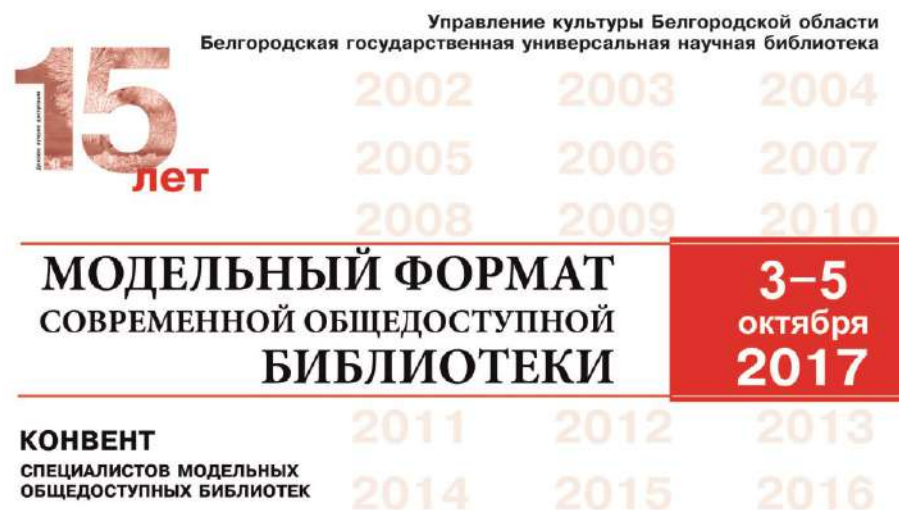 Управление культуры Белгородской области
Белгородская государственная универсальная научная библиотека
15
лет
2002 2003 2004
2005 2006 2007
2008 2009 2010
МОДЕЛЬНЫЙ ФОРМАТ
СОВРЕМЕННОЙ ОБЩЕДОСТУПНОЙ
БИБЛИОТЕКИ
3–5
октября
2017
2011 2012 2013
КОНВЕНТ
СПЕЦИАЛИСТОВ МОДЕЛЬНЫХ
ОБЩЕДОСТУПНЫХ БИБЛИОТЕК
2014 2015 2016